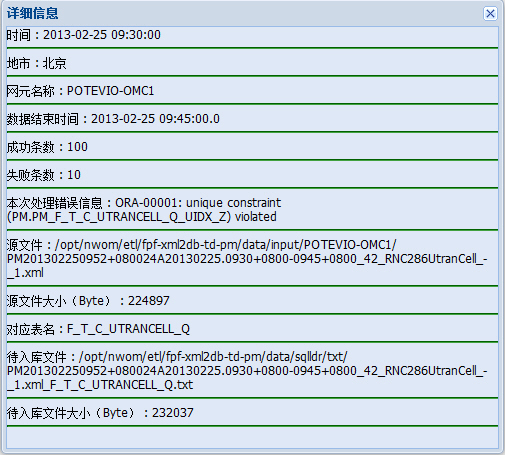 详细信息
时间：2013-02-25 09:30:00
地市：北京
网元名称：POTEVIO-OMC1
数据结束时间：2013-02-25 09:45:00.0
成功条数：100
失败条数：10
本次处理错误信息：ORA-00001: unique constraint
(PM.PM_F_T_C_UTRANCELL_Q_UIDX_Z) violated
源文件：/opt/nwom/etl/fpf-xml2db-td-pm/data/input/POTEVIO-OMC1/
PM201302250952+080024A20130225.0930+0800-0945+0800_42_RNC286UtranCell_-
_1.xml
源文件大小（Byte）：224897
对应表名：F_T_C_UTRANCELL_Q
待入库文件：/opt/nwom/etl/fpf-xml2db-td-pm/data/sqlldr/txt/
PM201302250952+080024A20130225.0930+0800-0945+0800_42_RNC286UtranCell_-
_1.xml_F_T_C_UTRANCELL_Q.txt
待入库文件大小（Byte）：232037